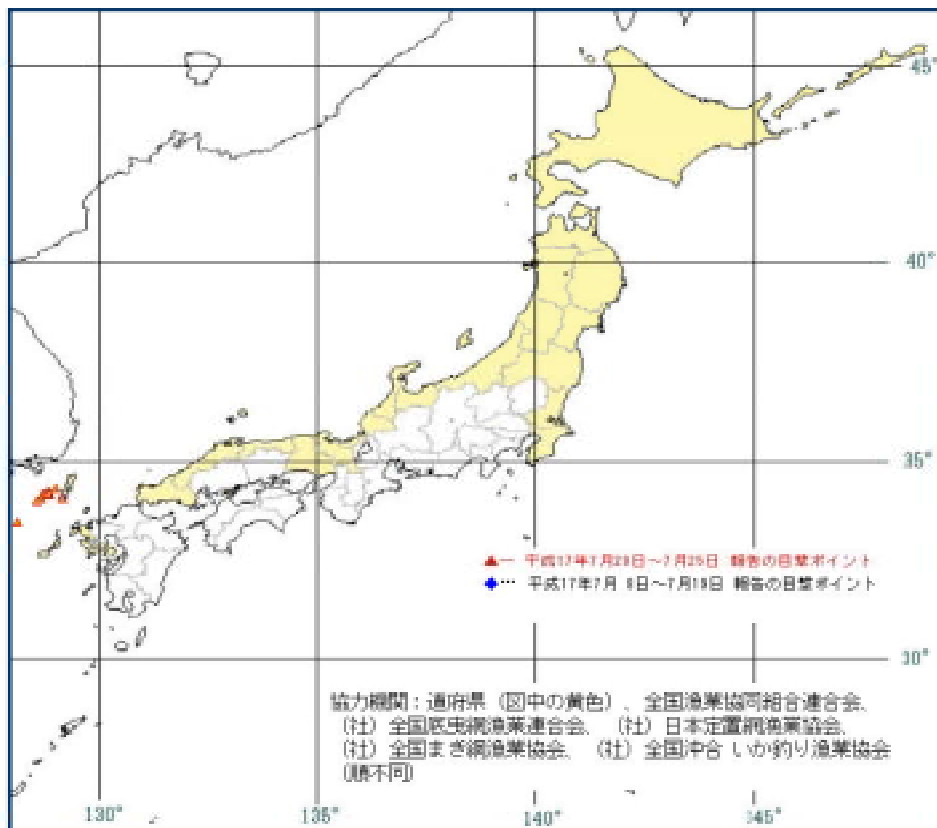 45°
40°
35°
▲— 平成17年7月20日～7月25日 報告の目撃ポイント
◆… 平成17年7月 8日～7月19日 報告の目撃ポイント
30°
協力機関：道府県（図中の黄色）、全国漁業協同組合連合会、
（社）全国底曳網漁業連合会、（社）日本定置網漁業協会、
（社）全国まき網漁業協会、（社）全国沖合いか釣り漁業協会
（順不同）
130° 135° 140° 145°